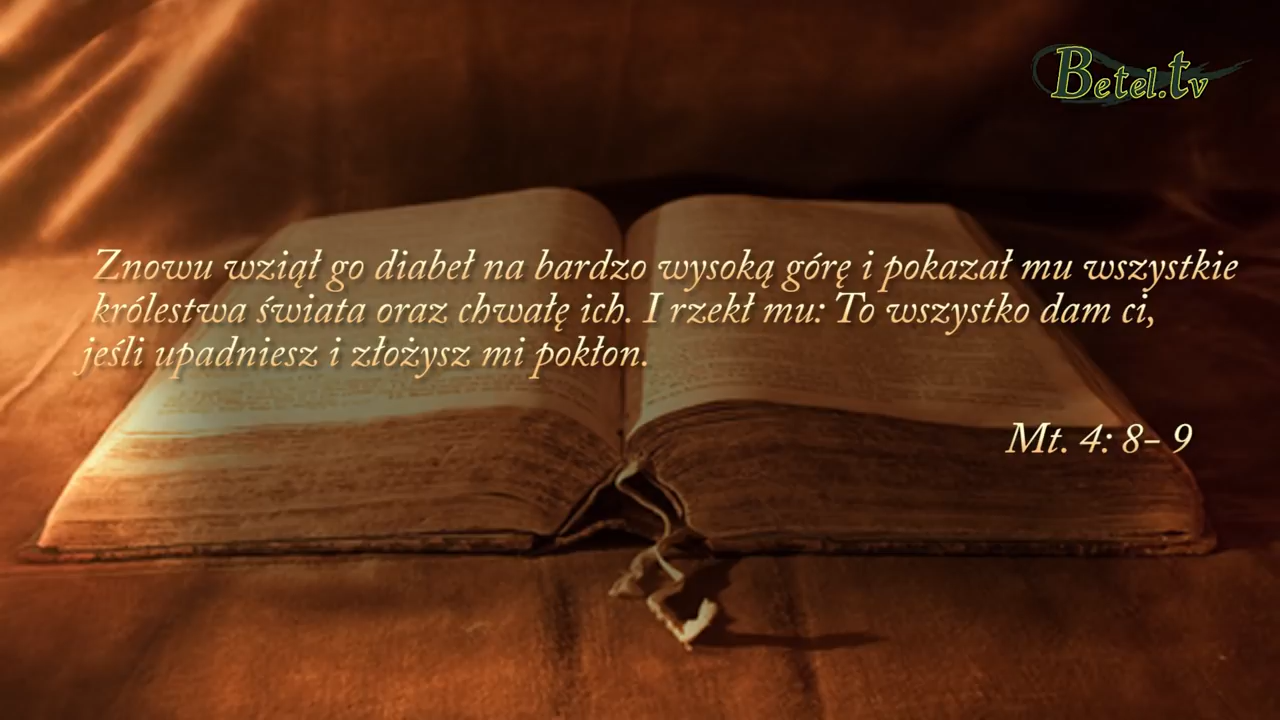 Betel.tv
Znowu wziął go diabeł na bardzo wysoką górę i pokazał mu wszystkie
królestwa świata oraz chwałę ich. I rzekł mu: To wszystko dam ci,
jeśli upadniesz i złożysz mi pokłon.
Mt. 4: 8– 9